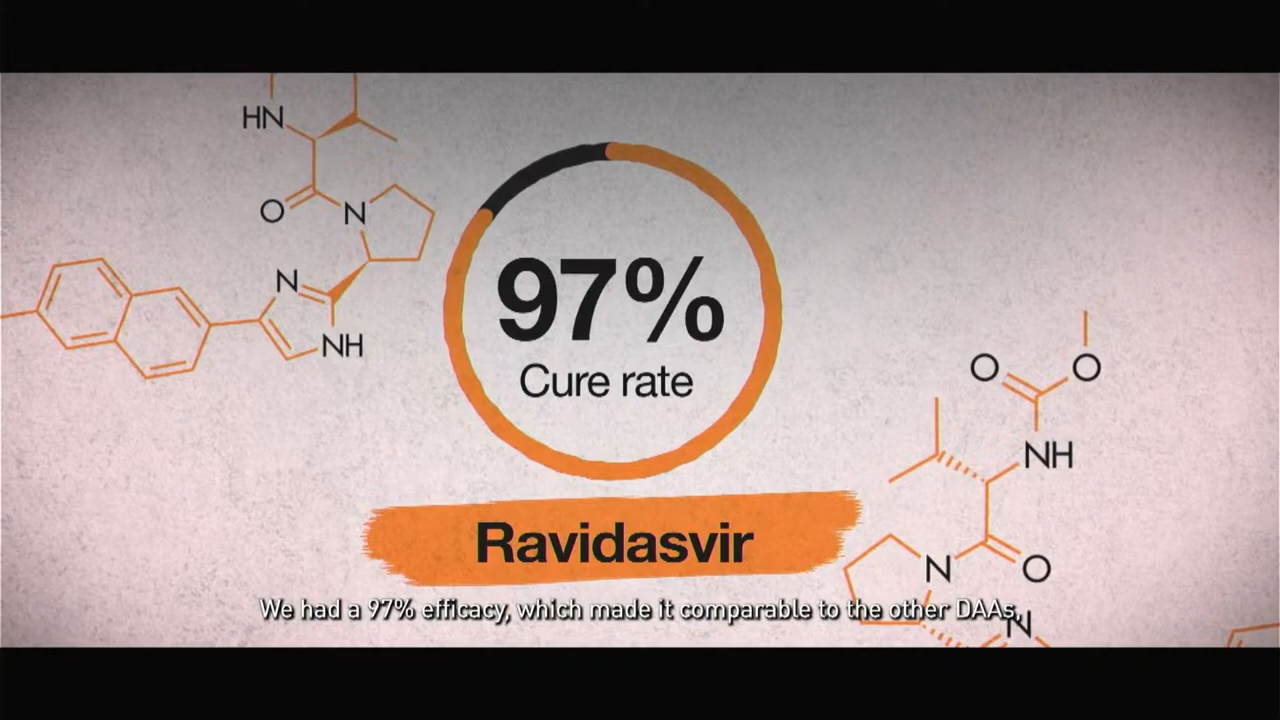 HN
O
N
N
NH
97%
Cure rate
O
O
NH
N
O
N
Ravidasvir
We had a 97% efficacy, which made it comparable to the other DAAs,